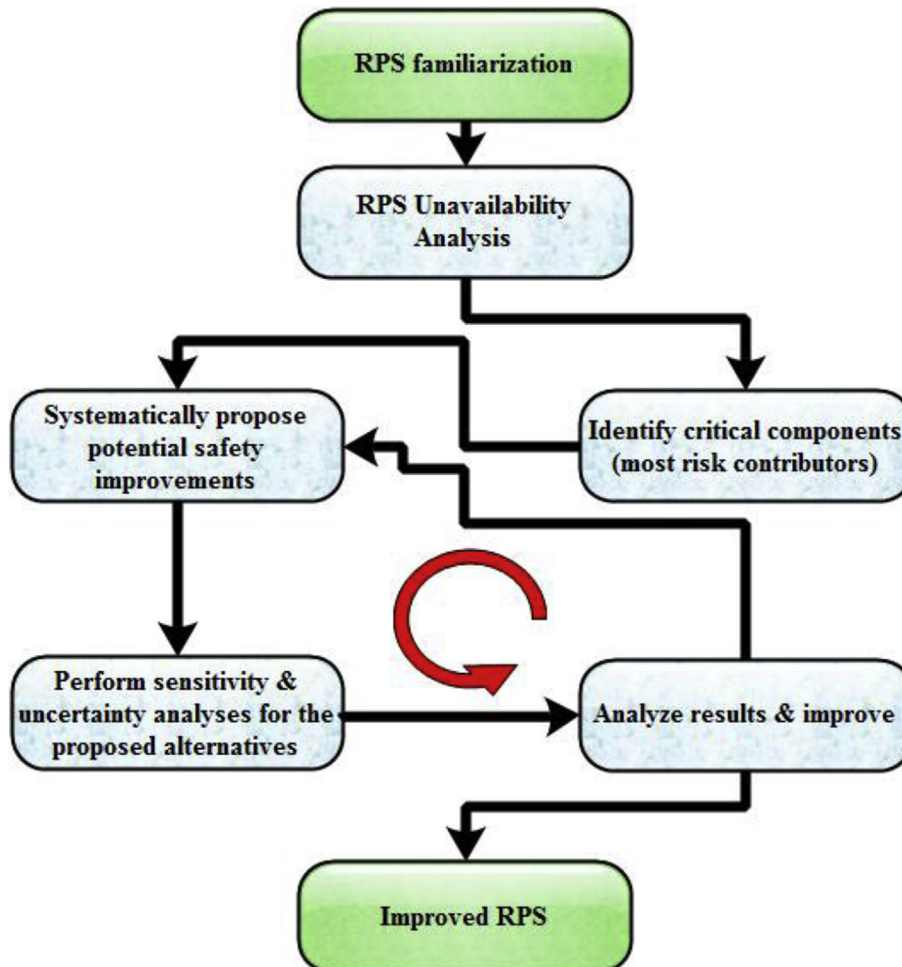 RPS familiarization
RPS Unavailability
Analysis
Systematically propose
potential safety
improvements
Identify critical components
(most risk contributors)
Perform sensitivity &
uncertainty analyses for the
proposed alternatives
Analyze results & improve
Improved RPS